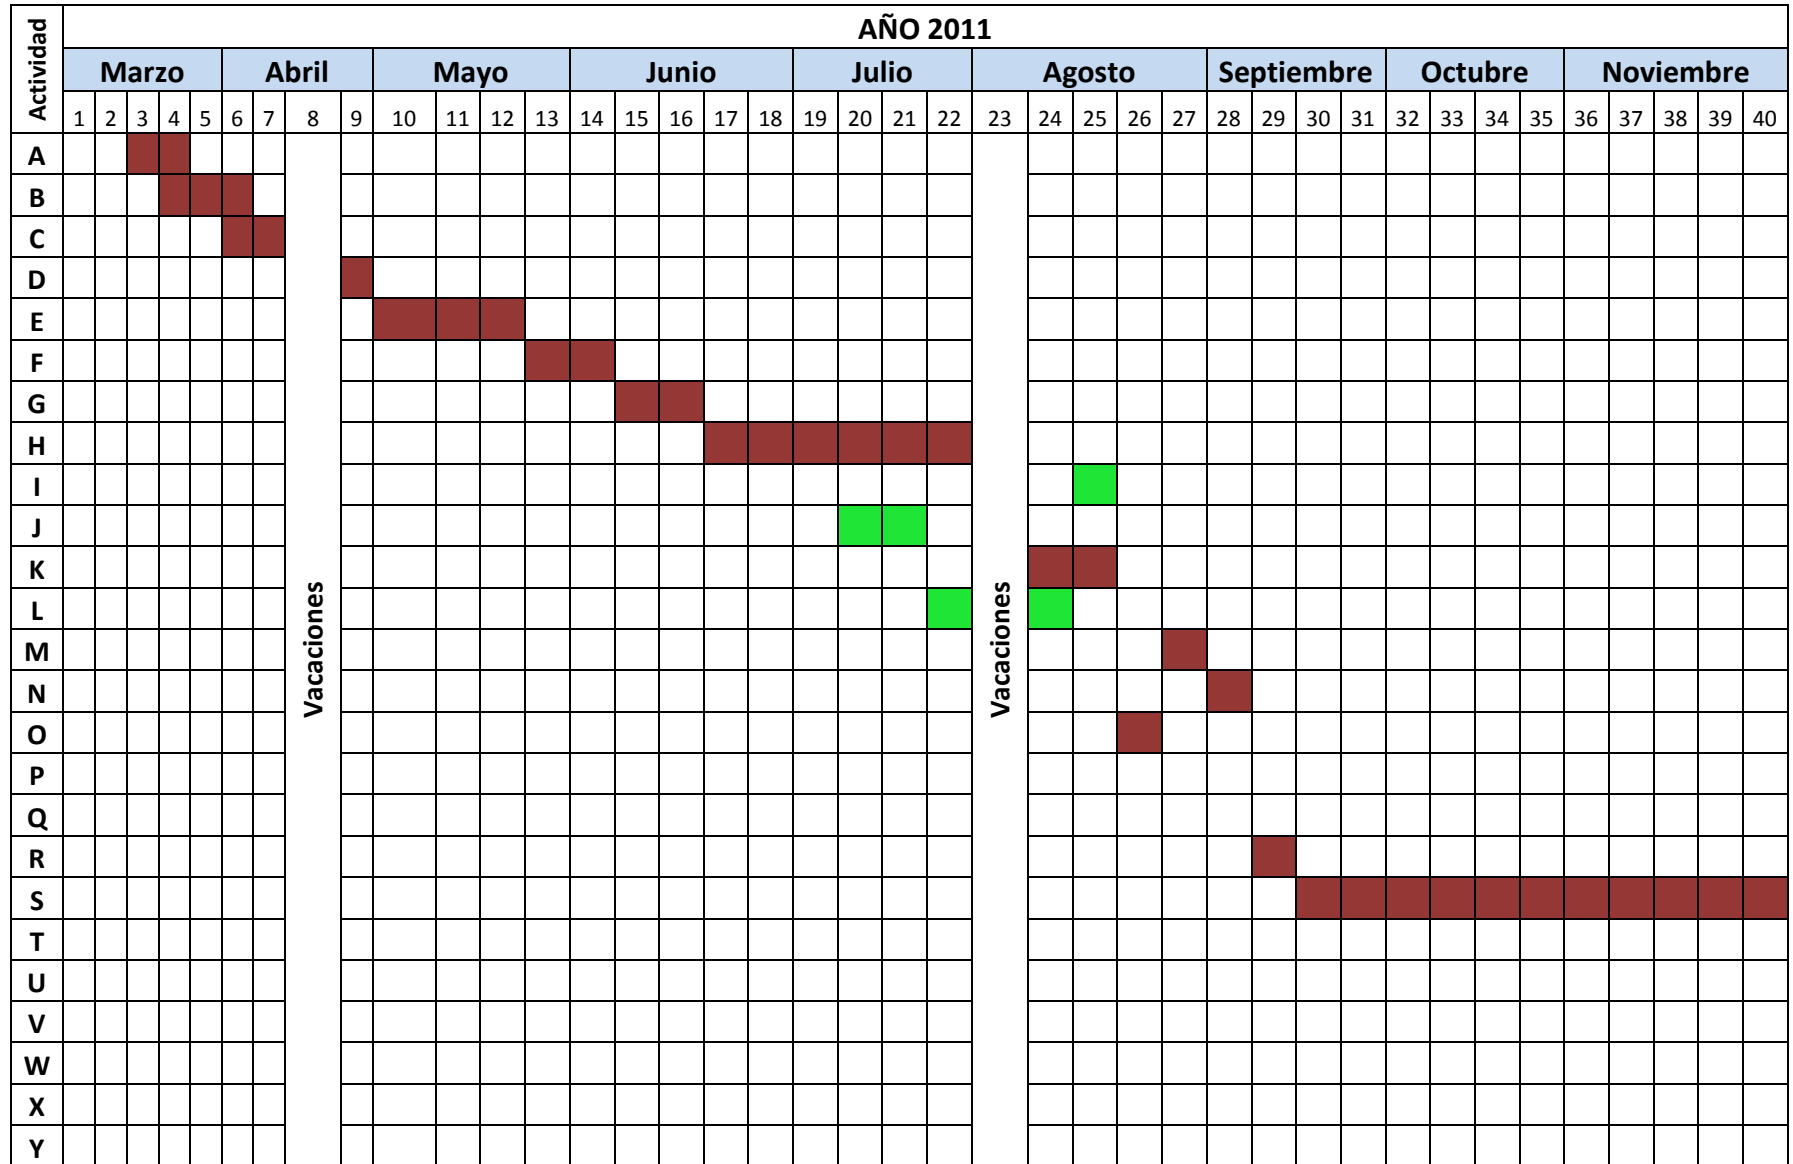 Actividad
AÑO 2011
Marzo Abril Mayo Junio Julio Agosto Septiembre Octubre Noviembre
1 2 3 4 5 6 7 8 9 10 11 12 13 14 15 16 17 18 19 20 21 22 23 24 25 26 27 28 29 30 31 32 33 34 35 36 37 38 39 40
A
B
C
D
E
F
G
H
I
J
K
L
M
N
O
P
Q
R
S
T
U
V
W
X
Y
Vacaciones
Vacaciones